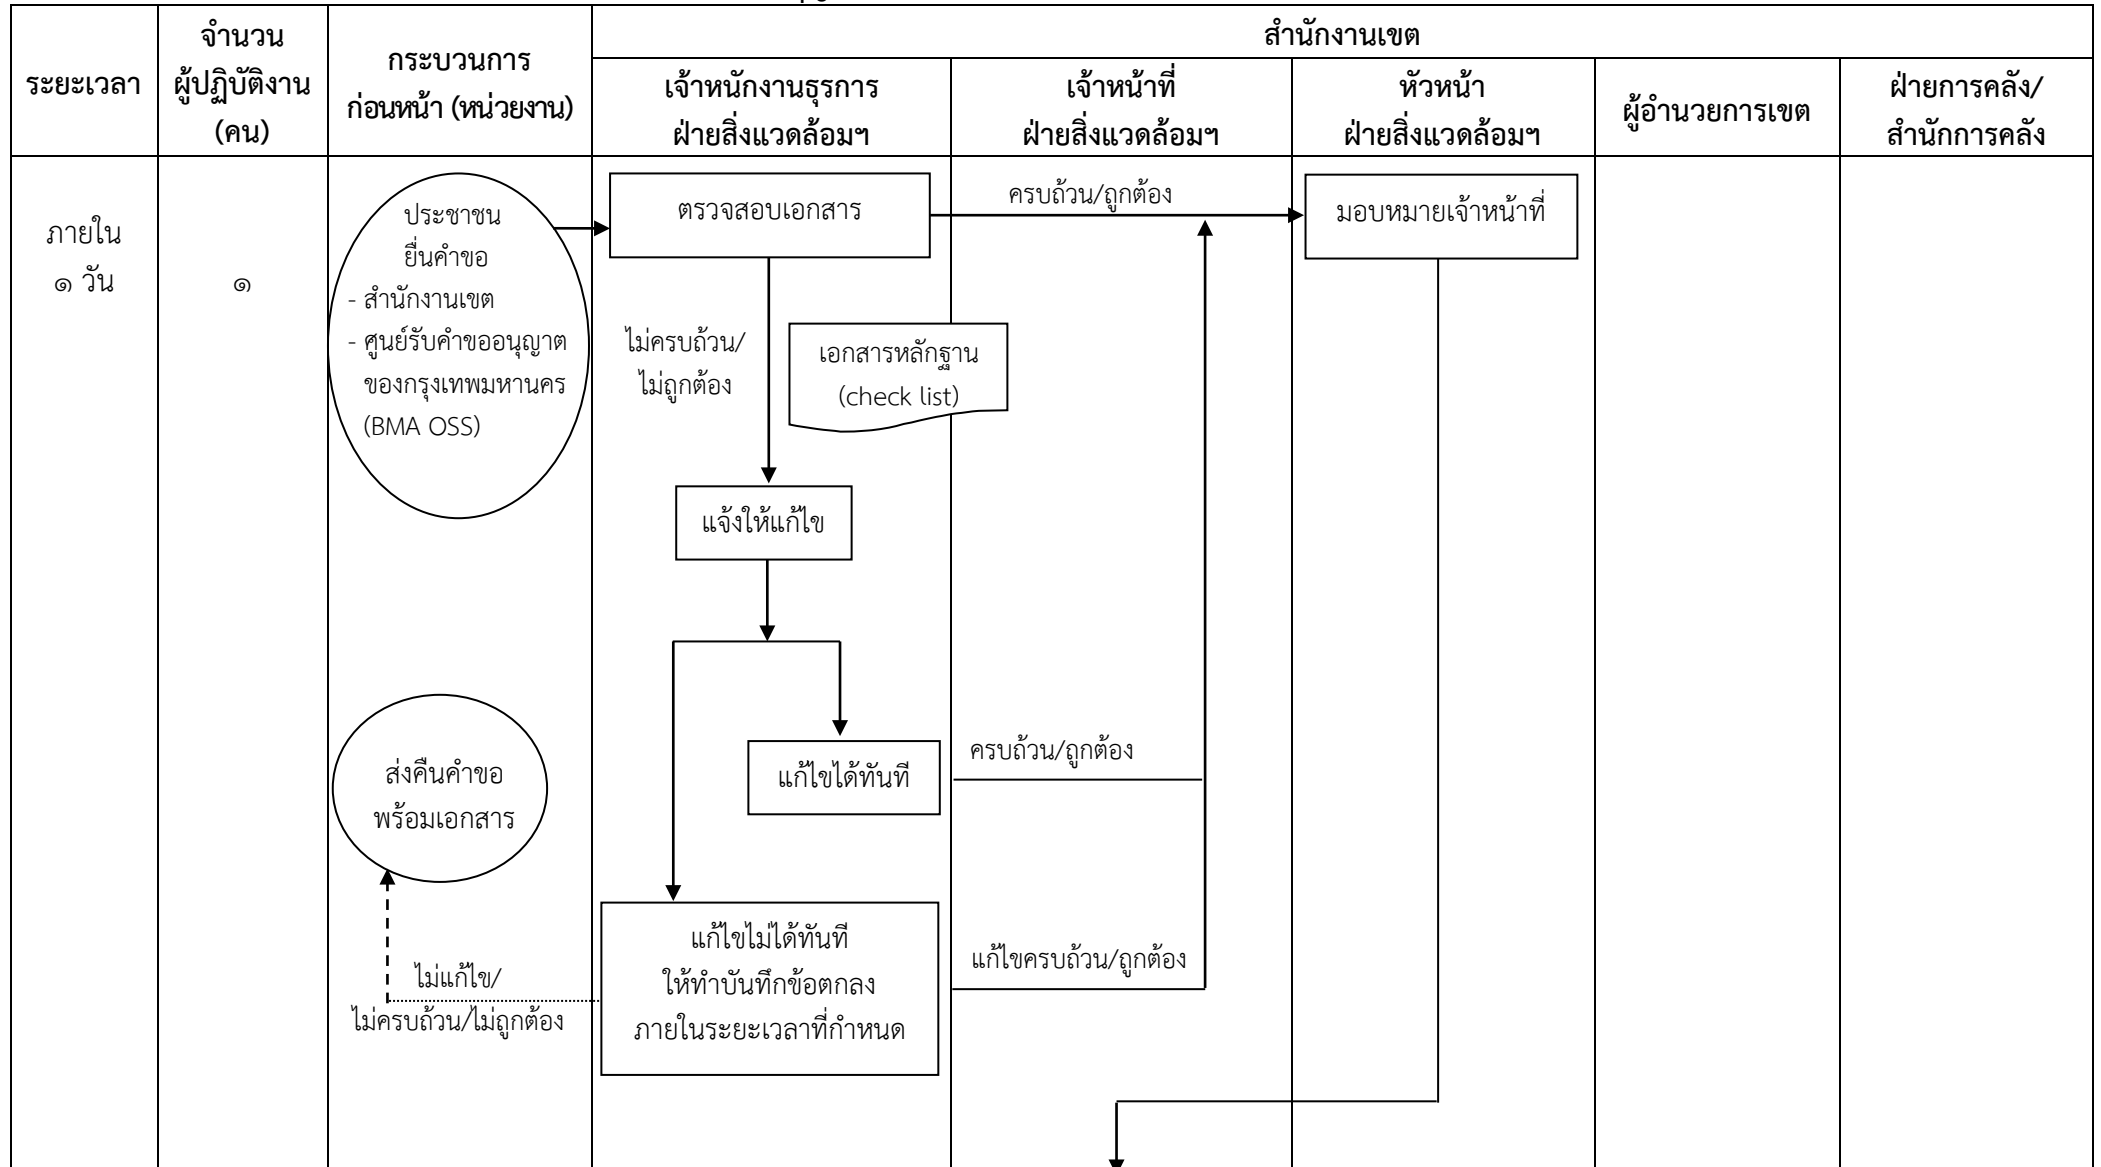 สำนักงานเขต
ระยะเวลา
จำนวน
ผู้ปฏิบัติงาน
(คน)
กระบวนการ
ก่อนหน้า (หน่วยงาน)
เจ้าหนักงานธุรการ
ฝ่ายสิ่งแวดล้อมฯ
เจ้าหน้าที่
ฝ่ายสิ่งแวดล้อมฯ
หัวหน้า
ฝ่ายสิ่งแวดล้อมฯ
ผู้อำนวยการเขต
ฝ่ายการคลัง/
สำนักการคลัง
ภายใน
๑ วัน
๑
ประชาชน
ยื่นคำขอ
- สำนักงานเขต
- ศูนย์รับคำขออนุญาต
ของกรุงเทพมหานคร
(BMA OSS)
ตรวจสอบเอกสาร
ครบถ้วน/ถูกต้อง
มอบหมายเจ้าหน้าที่
ไม่ครบถ้วน/
ไม่ถูกต้อง
เอกสารหลักฐาน
(check list)
แจ้งให้แก้ไข
ส่งคืนคำขอ
พร้อมเอกสาร
แก้ไขได้ทันที
ครบถ้วน/ถูกต้อง
แก้ไขไม่ได้ทันที
ให้ทำบันทึกข้อตกลง
ภายในระยะเวลาที่กำหนด
แก้ไขครบถ้วน/ถูกต้อง
ไม่แก้ไข/
ไม่ครบถ้วน/ไม่ถูกต้อง